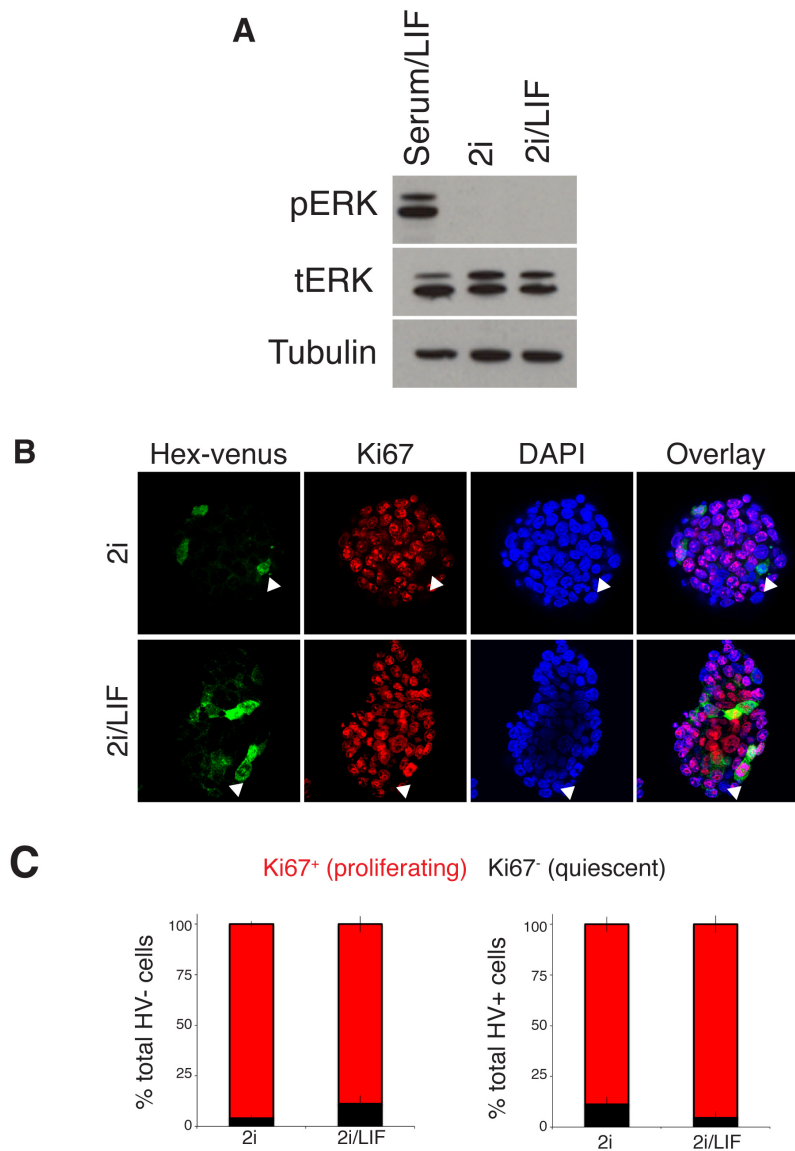 A
Serum/LIF 2i 2i/LIF
pERK
tERK
Tubulin
B
Hex-venus Ki67 DAPI Overlay
2i
2i/LIF
C
Ki67+ (proliferating) Ki67- (quiescent)
% total HV- cells
100
75
50
25
0
2i 2i/LIF
% total HV+ cells
100
75
50
25
0
2i 2i/LIF